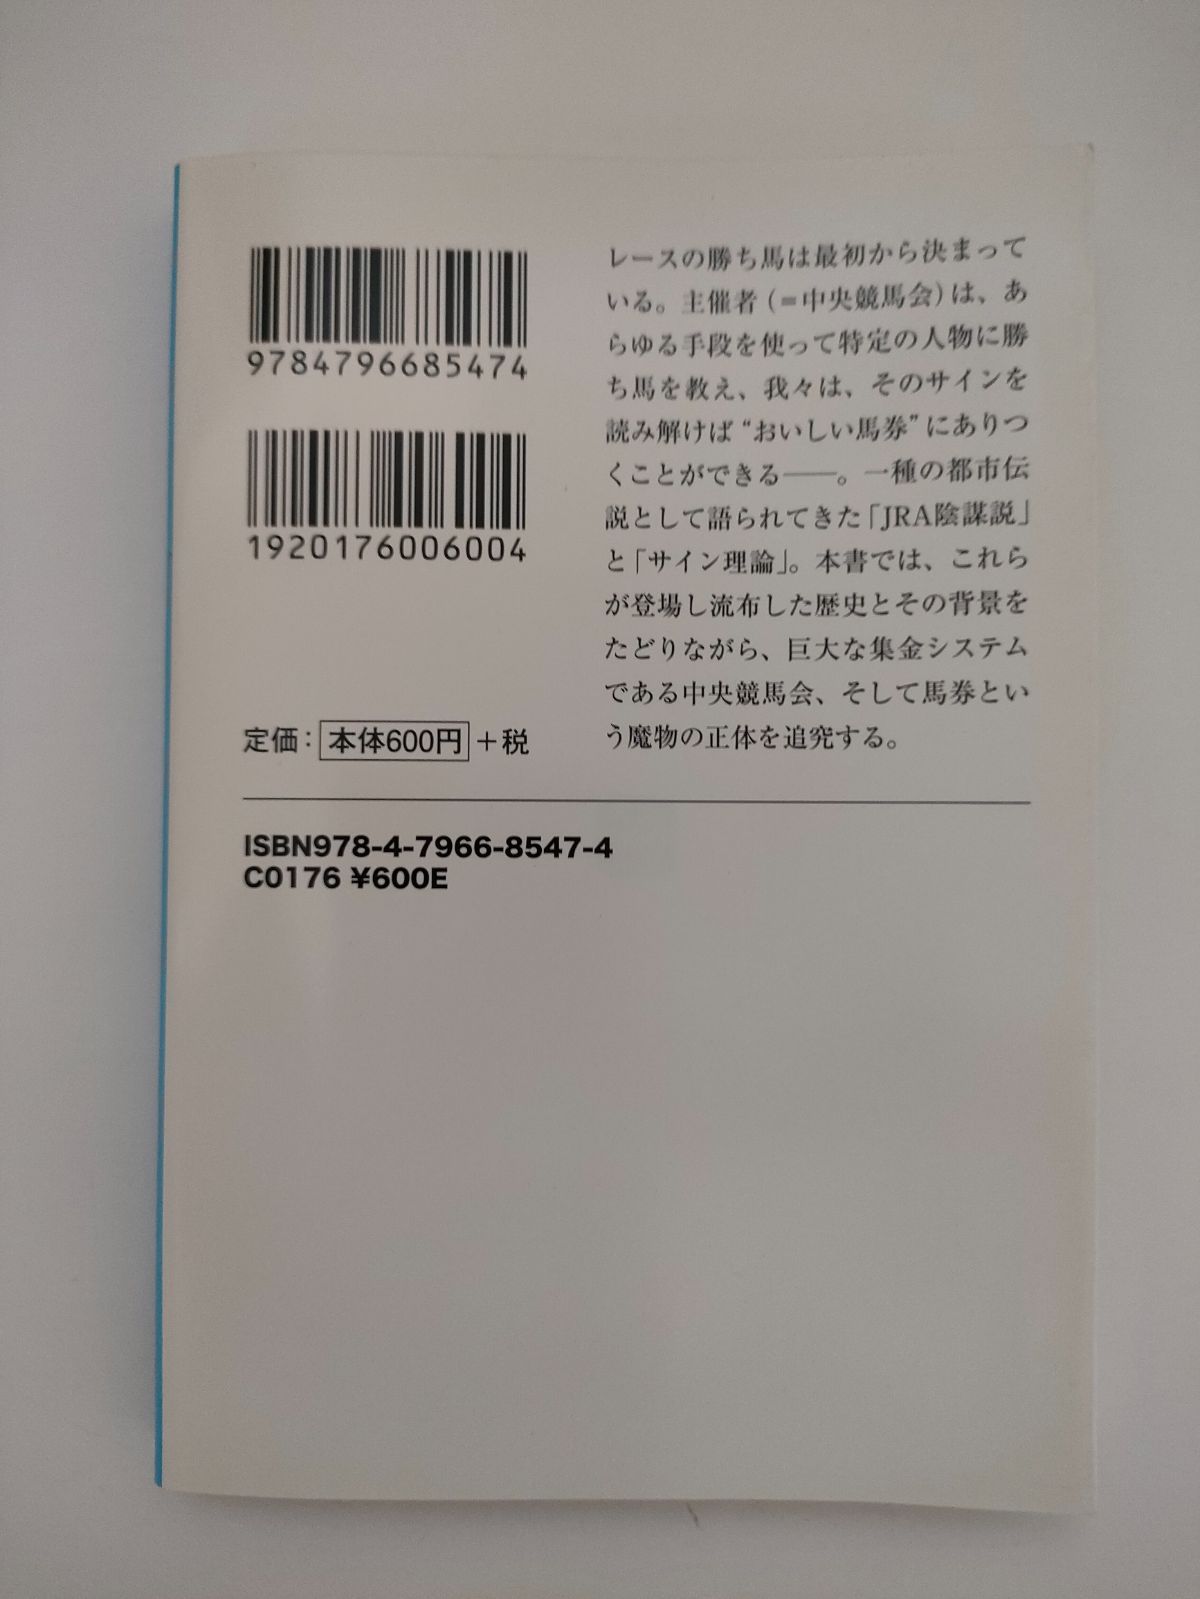 9784796685474
1920176006004
定価：本体600円＋税
レースの勝ち馬は最初から決まって
いる。主催者（＝中央競馬会）は、あ
らゆる手段を使って特定の人物に勝
ち馬を教え、我々は、そのサインを
読み解けば“おいしい馬券”にありつ
くことができる――。一種の都市伝
説として語られてきた「JRA陰謀説」
と「サイン理論」。本書では、これら
が登場し流布した歴史とその背景を
たどりながら、巨大な集金システム
である中央競馬会、そして馬券とい
う魔物の正体を追究する。
ISBN978-4-7966-8547-4
C0176 ¥600E